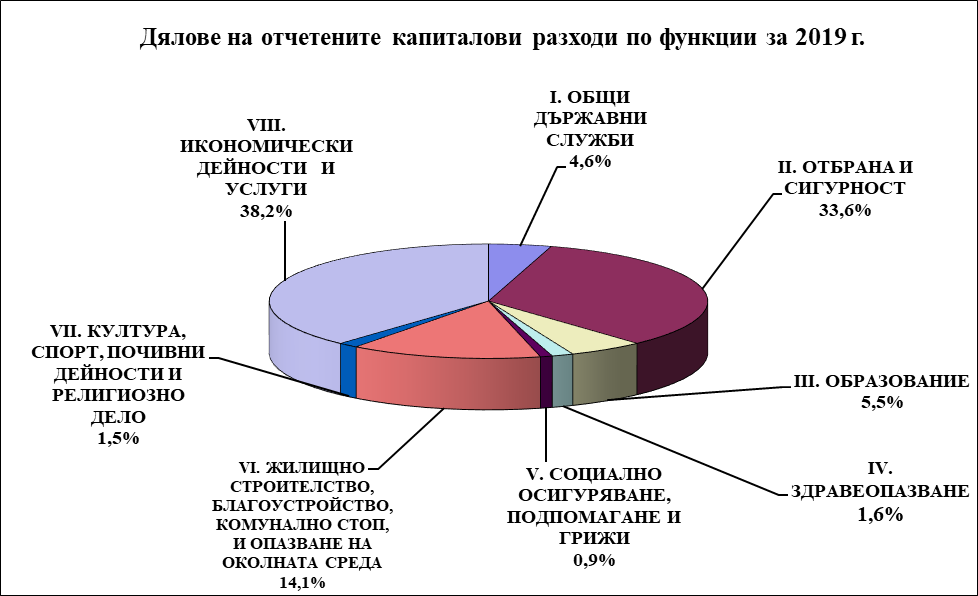 Дялове на отчетените капиталови разходи по функции за 2019 г.
I. ОБЩИ
ДЪРЖАВНИ
СЛУЖБИ
4,6%
II. ОТБРАНА И
СИГУРНОСТ
33,6%
III. ОБРАЗОВАНИЕ
5,5%
IV.
ЗДРАВЕОПАЗВАНЕ
1,6%
V. СОЦИАЛНО
ОСИГУРЯВАНЕ,
ПОДПОМАГАНЕ И
ГРИЖИ
0,9%
VI. ЖИЛИЩНО
СТРОИТЕЛСТВО,
БЛАГОУСТРОЙСТВО,
КОМУНАЛНО СТОП,
И ОПАЗВАНЕ НА
ОКОЛНАТА СРЕДА
14,1%
VII. КУЛТУРА,
СПОРТ, ПОЧИВНИ
ДЕЙНОСТИ И
РЕЛИГИОЗНО
ДЕЛО
1,5%
VIII.
ИКОНОМИЧЕСКИ
ДЕЙНОСТИ И
УСЛУГИ
38,2%